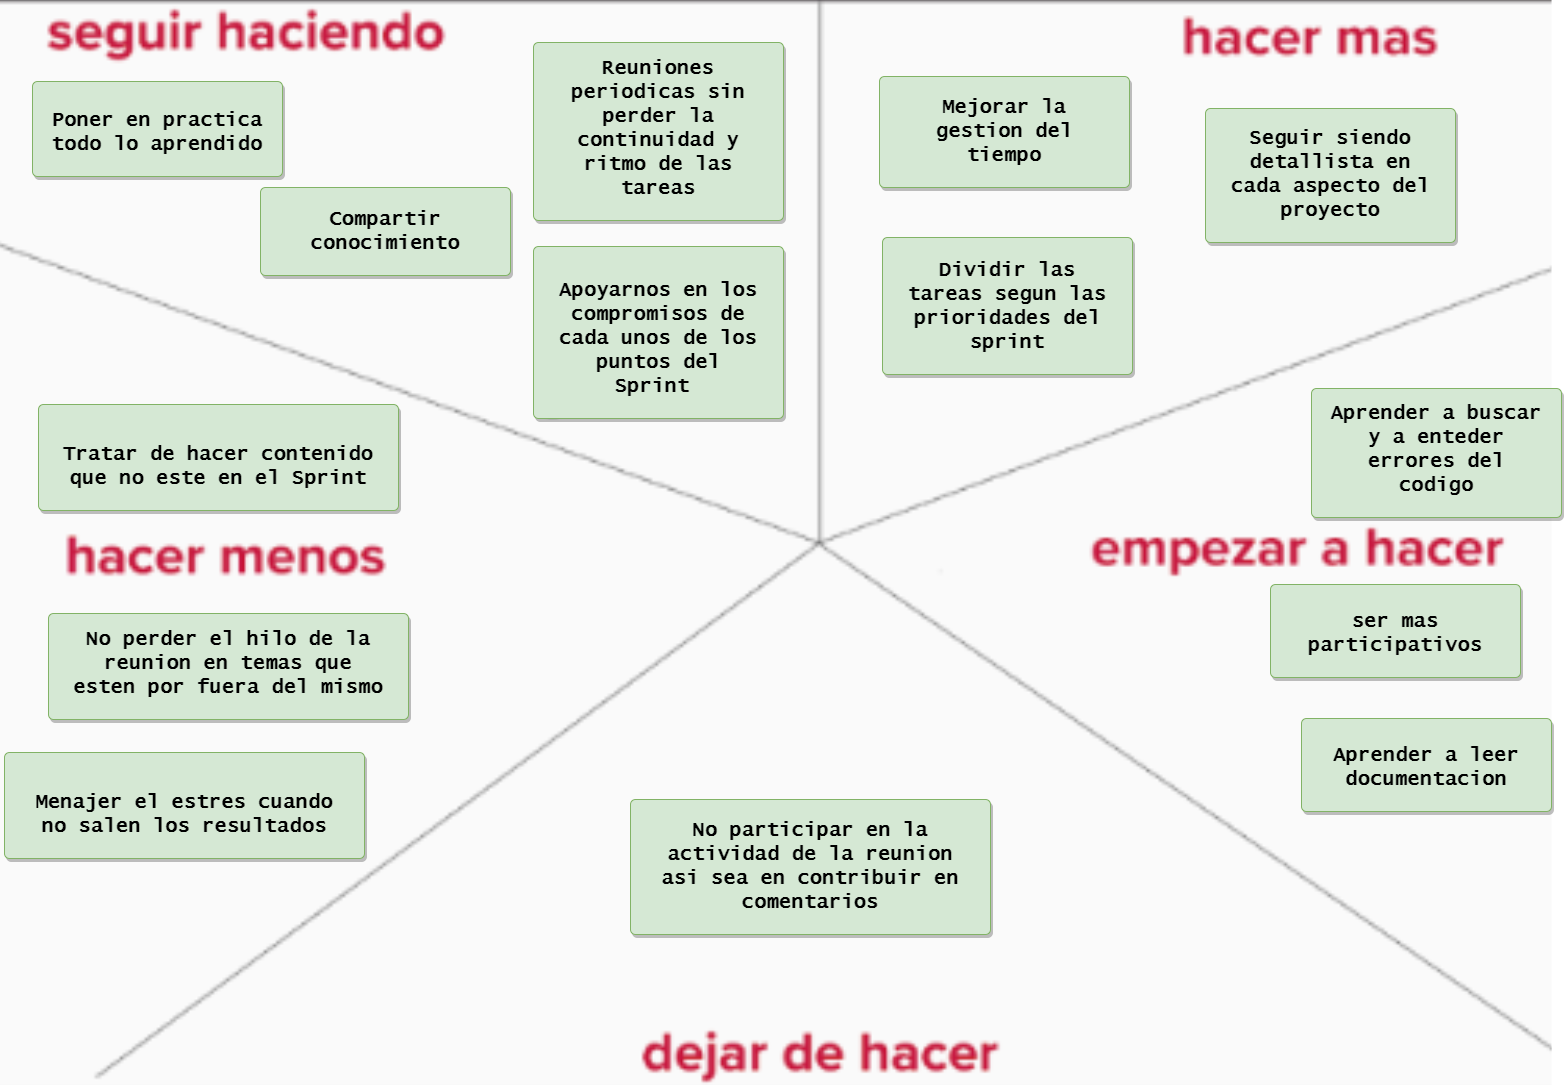 seguir haciendo
Poner en practica
todo lo aprendido
Compartir
conocimiento
Reuniones
periodicas sin
perder la
continuidad y
ritmo de las
tareas
Apoyarnos en los
compromisos de
cada unos de los
puntos del
Sprint
hacer mas
Mejorar la
gestion del
tiempo
Seguir siendo
detallista en
cada aspecto del
proyecto
Dividir las
tareas segun las
prioridades del
sprint
Tratar de hacer contenido
que no este en el Sprint
hacer menos
No perder el hilo de la
reunion en temas que
esten por fuera del mismo
Menajer el estres cuando
no salen los resultados
Aprender a buscar
y a enteder
errores del
codigo
empezar a hacer
ser mas
participativos
Aprender a leer
documentacion
No participar en la
actividad de la reunion
asi sea en contribuir en
comentarios
dejar de hacer